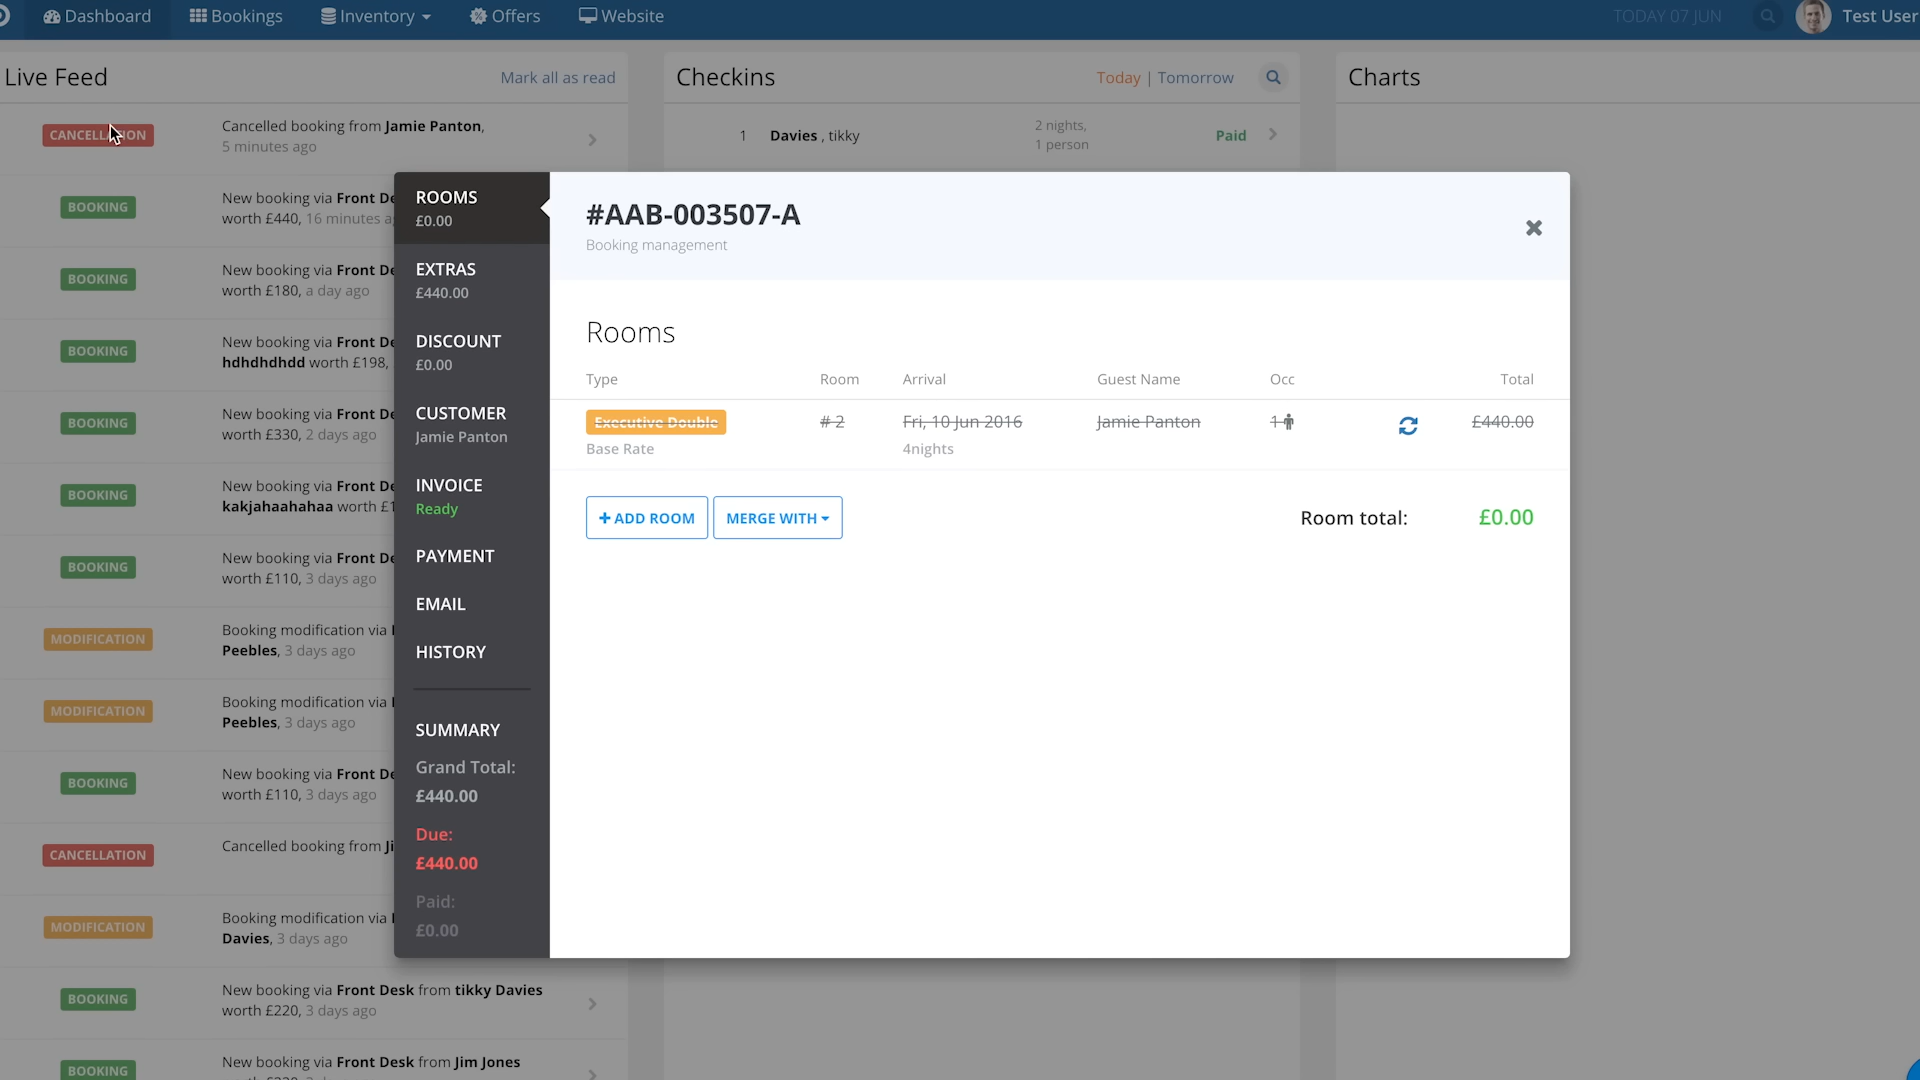 Dashboard
Bookings
Inventory
Offers
Website
TODAY 07 JUN
Test User
Live Feed
Mark all as read
CANCELLATION
Cancelled booking from Jamie Panton,
5 minutes ago
BOOKING
New booking via Front De
worth £440, 16 minutes a
BOOKING
New booking via Front De
worth £180, a day ago
BOOKING
New booking via Front De
hdhdhdhdd worth £198,
BOOKING
New booking via Front De
worth £330, 2 days ago
BOOKING
New booking via Front De
kakjahaahahaa worth £1
BOOKING
New booking via Front De
worth £110, 3 days ago
MODIFICATION
Booking modification via
Peebles, 3 days ago
MODIFICATION
Booking modification via
Peebles, 3 days ago
BOOKING
New booking via Front De
worth £110, 3 days ago
CANCELLATION
Cancelled booking from Ji
MODIFICATION
Booking modification via
Davies, 3 days ago
BOOKING
New booking via Front Desk from tikky Davies
worth £220, 3 days ago
BOOKING
New booking via Front Desk from Jim Jones
Checkins
Today | Tomorrow
1 Davies , tikky
2 nights,
1 person
Paid
Charts
ROOMS
£0.00
EXTRAS
£440.00
DISCOUNT
£0.00
CUSTOMER
Jamie Panton
INVOICE
Ready
PAYMENT
EMAIL
HISTORY
SUMMARY
Grand Total:
£440.00
Due:
£440.00
Paid:
£0.00
#AAB-003507-A
Booking management
Rooms
Type Room Arrival Guest Name Occ Total
Executive Double # 2 Fri, 10 Jun 2016 Jamie Panton 1 £440.00
Base Rate 4nights
+ ADD ROOM
MERGE WITH
Room total: £0.00